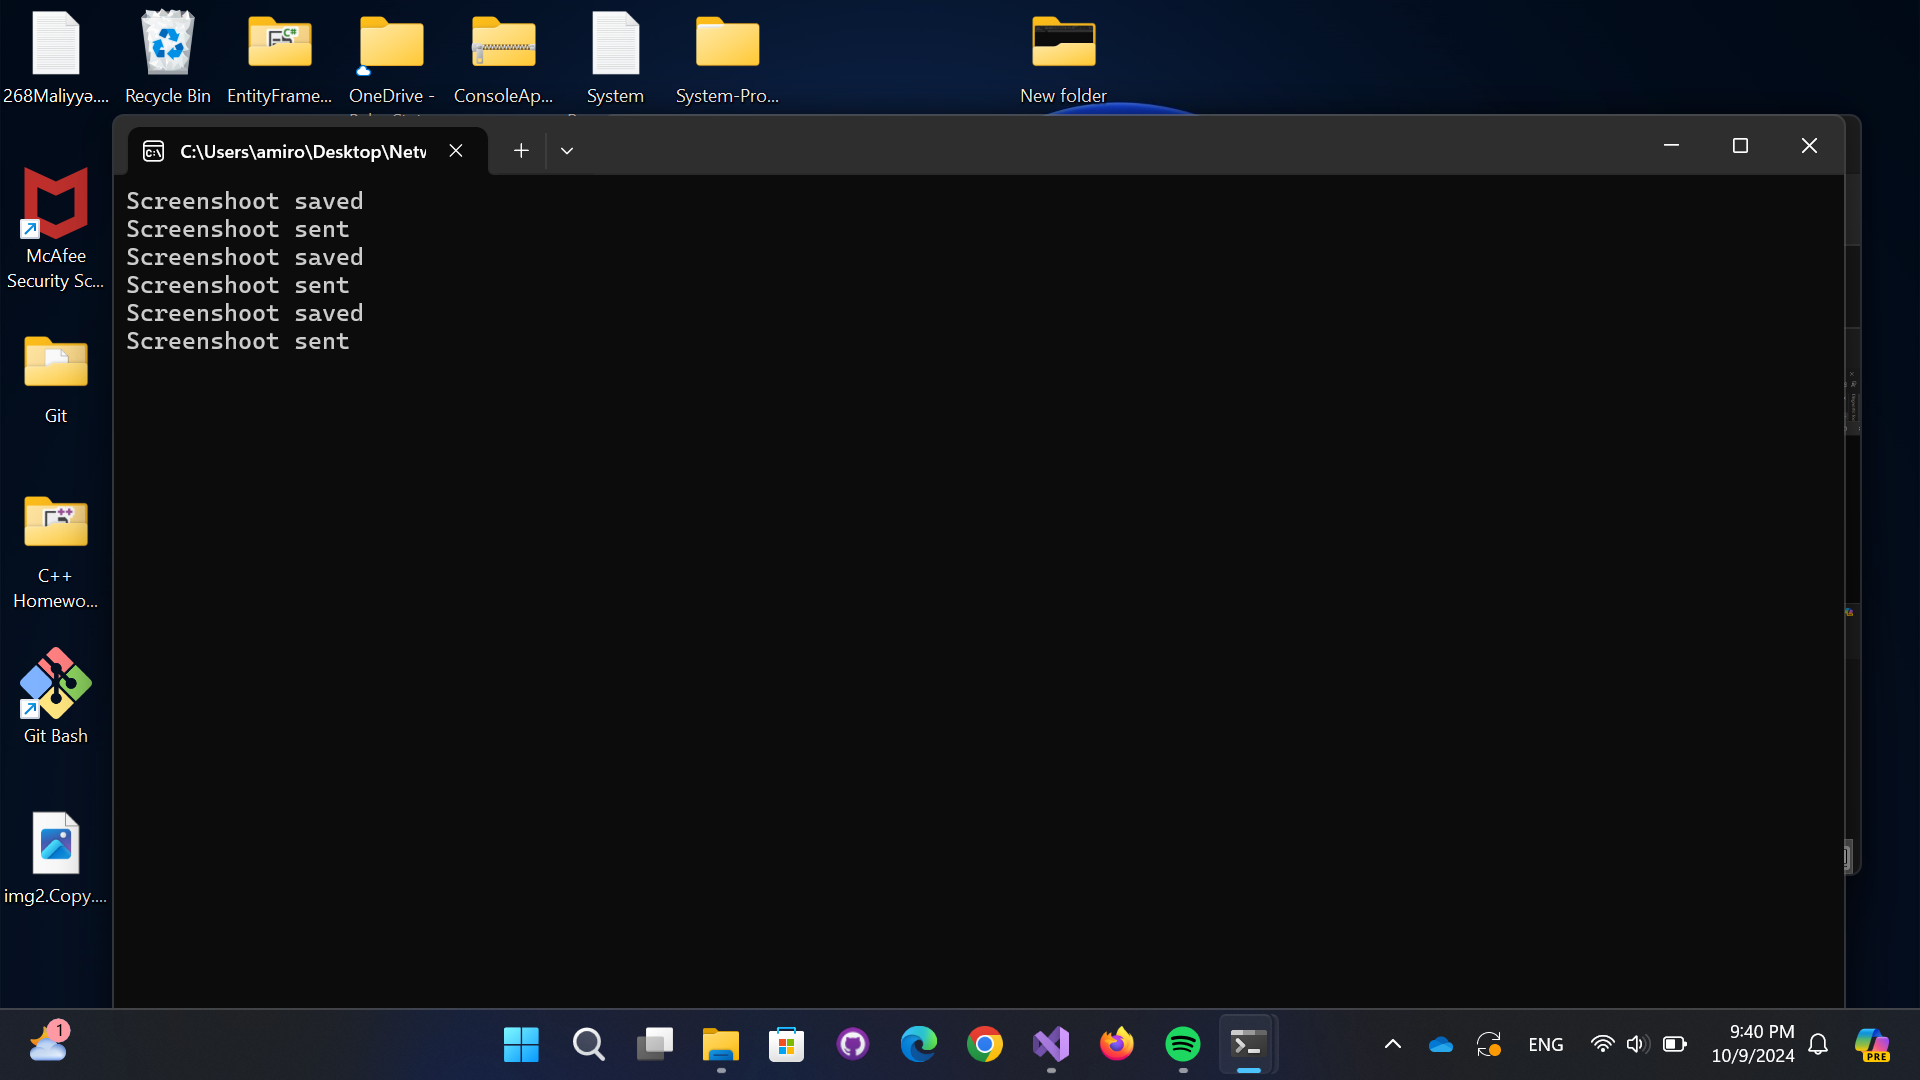 268Maliyyə....
Recycle Bin
EntityFrame...
OneDrive -
ConsoleAp...
System
System-Pro...
New folder
C:\Users\amiro\Desktop\Netw
Screenshoot saved
Screenshoot sent
Screenshoot saved
Screenshoot sent
Screenshoot saved
Screenshoot sent
McAfee
Security Sc...
Git
C++
Homewo...
Git Bash
img2.Copy....
1
ENG
9:40 PM
10/9/2024
PRE